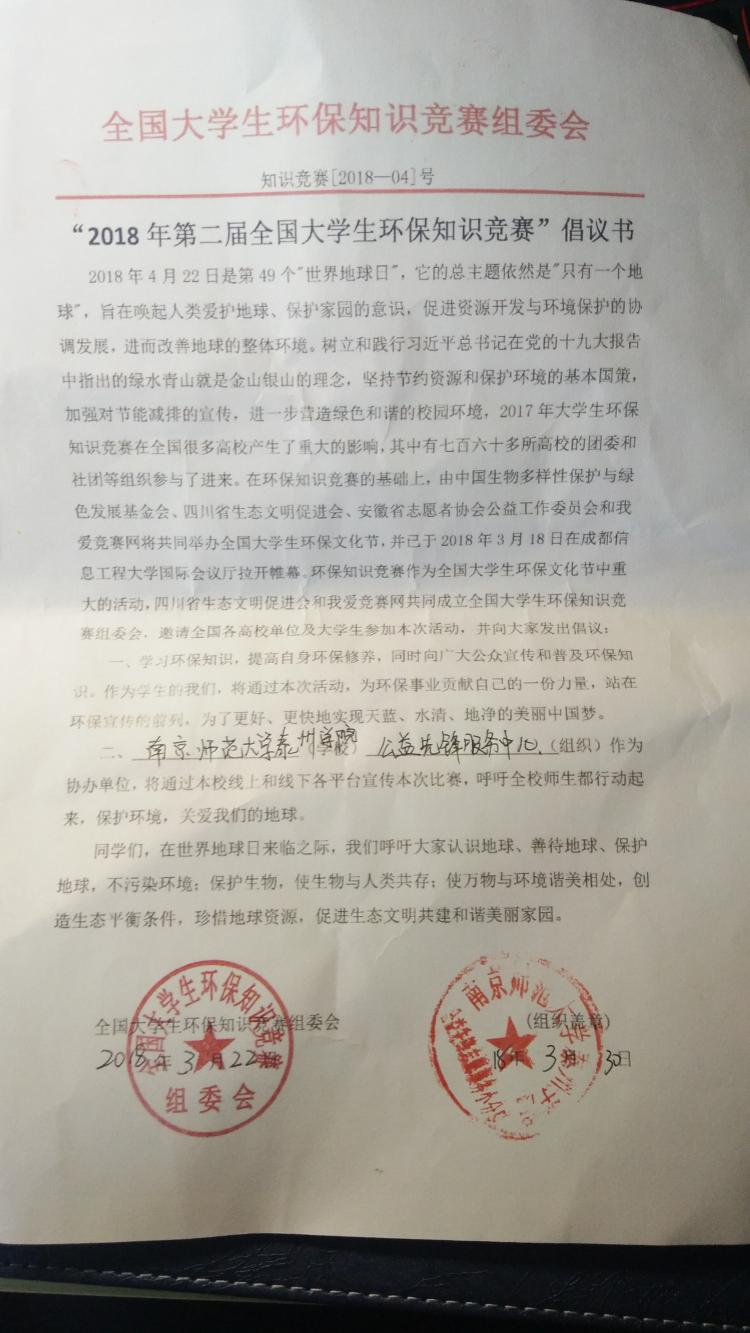 全国大学生环保知识竞赛组委会
知识竞赛[2018—04]号
“2018 年第二届全国大学生环保知识竞赛”倡议书
2018 年 4 月 22 日是第 49 个"世界地球日"，它的总主题依然是"只有一个地
球"，旨在唤起人类爱护地球、保护家园的意识，促进资源开发与环境保护的协
调发展，进而改善地球的整体环境。树立和践行习近平总书记在党的十九大报告
中指出的绿水青山就是金山银山的理念，坚持节约资源和保护环境的基本国策，
加强对节能减排的宣传，进一步营造绿色和谐的校园环境，2017 年大学生环保
知识竞赛在全国很多高校产生了重大的影响，其中有七百六十多所高校的团委和
社团等组织参与了进来。在环保知识竞赛的基础上，由中国生物多样性保护与绿
色发展基金会、四川省生态文明促进会、安徽省志愿者协会公益工作委员会和我
爱竞赛网将共同举办全国大学生环保文化节，并已于 2018 年 3 月 18 日在成都信
息工程大学国际会议厅拉开帷幕。环保知识竞赛作为全国大学生环保文化节中重
大的活动，四川省生态文明促进会和我爱竞赛网共同成立全国大学生环保知识竞
赛组委会，邀请全国各高校单位及大学生参加本次活动，并向大家发出倡议：
一、学习环保知识，提高自身环保修养，同时向广大公众宣传和普及环保知
识。作为学生的我们，将通过本次活动，为环保事业贡献自己的一份力量，站在
环保宣传的前列，为了更好、更快地实现天蓝、水清、地净的美丽中国梦。
二、南京师范大学泰州学院（学校）公益先锋服务中心（组织）作为
协办单位，将通过本校线上和线下各平台宣传本次比赛，呼吁全校师生都行动起
来，保护环境，关爱我们的地球。
同学们，在世界地球日来临之际，我们呼吁大家认识地球、善待地球、保护
地球，不污染环境；保护生物，使生物与人类共存；使万物与环境谐美相处，创
造生态平衡条件，珍惜地球资源，促进生态文明共建和谐美丽家园。
全国大学生环保知识竞赛
组委会
全国大学生环保知识竞赛组委会
2018 年 3 月 22 日
南京师范大学泰州学院
(组织盖章)
18 年 3 月 30 日